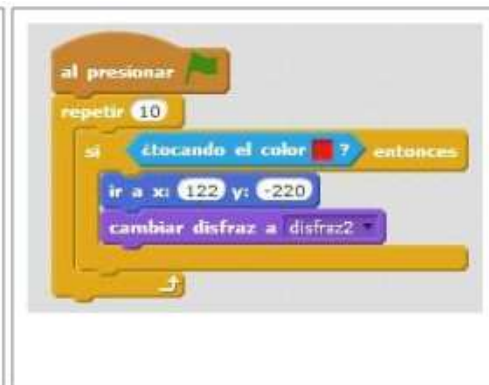 al presionar
repetir 10
si ¿tocando el color ? entonces
ir a x: 122 y: -220
cambiar disfraz a disfraz2